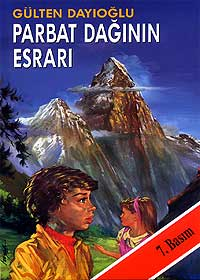 GÜLTEN DAYIOĞLU
PARBAT DAĞININ
ESRARI
7. Basım